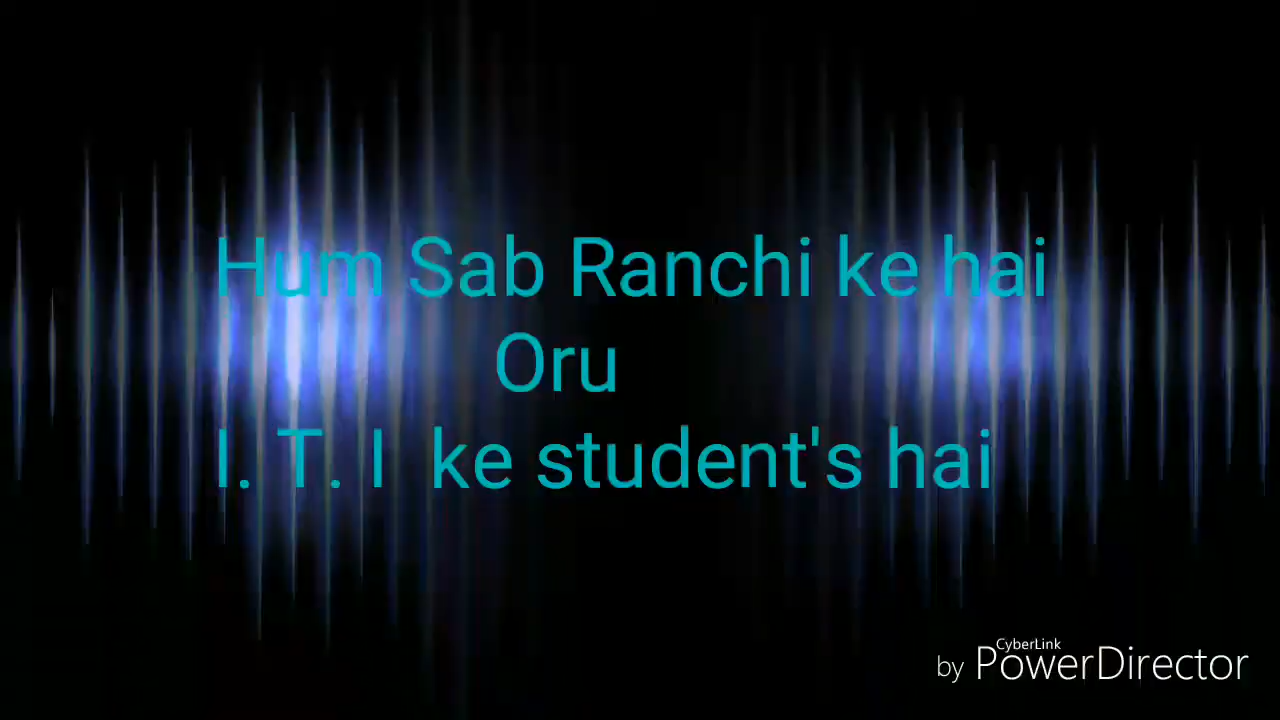 Hum Sab Ranchi ke hai
Oru
I. T. I ke student's hai
CyberLink
by PowerDirector